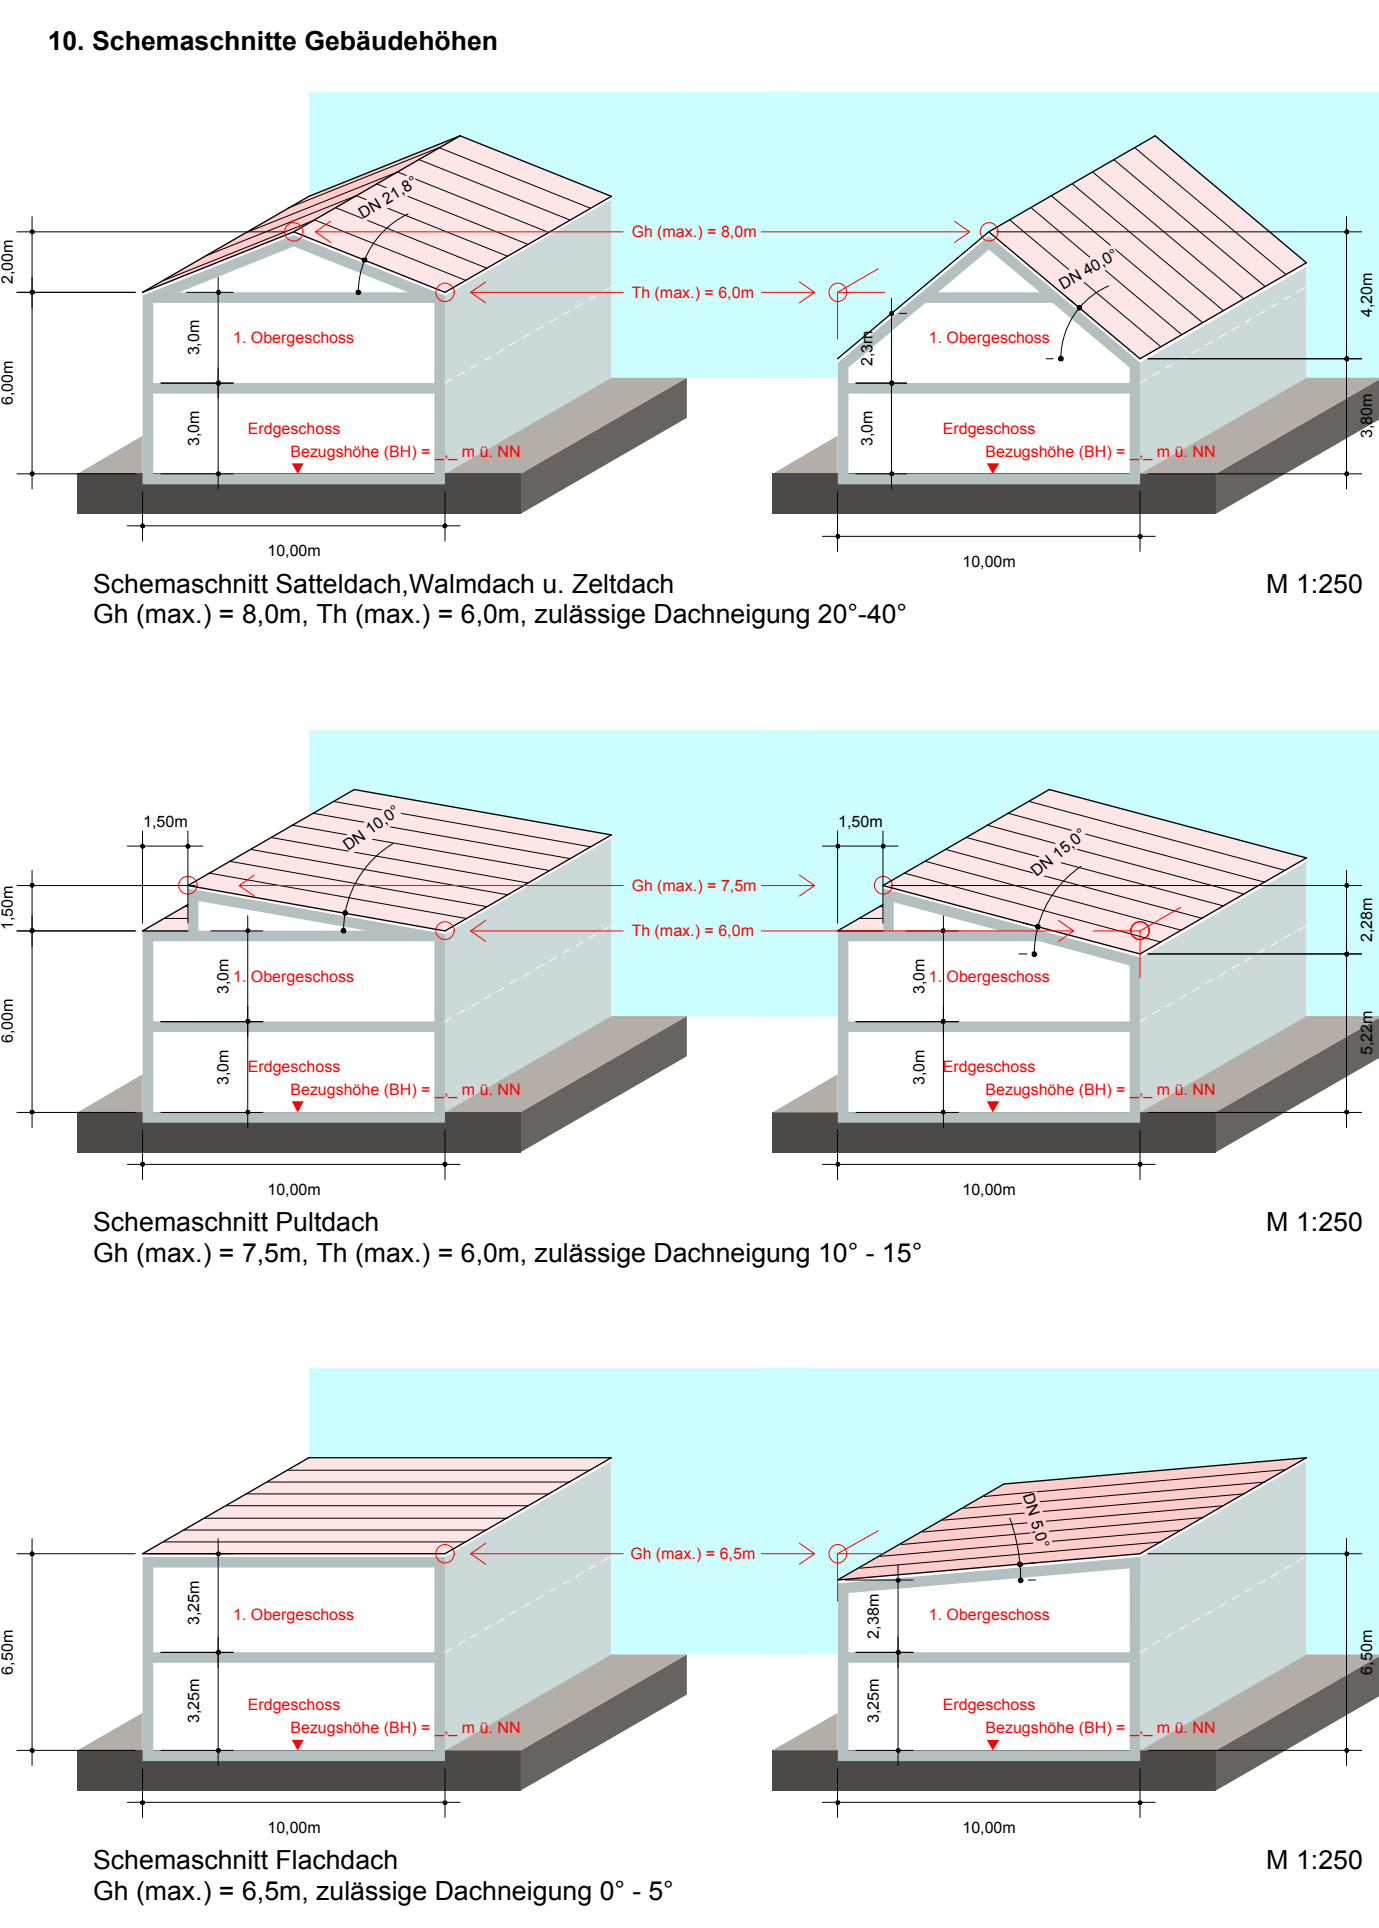 10. Schemaschnitte Gebäudehöhen
DN 21,8°
Gh (max.) = 8,0m
DN 40,0°
2,00m
Th (max.) = 6,0m
4,20m
3,0m
1. Obergeschoss
2,3m
1. Obergeschoss
6,00m
3,0m
Erdgeschoss
3,0m
Erdgeschoss
3,80m
Bezugshöhe (BH) = _,_ m ü. NN
Bezugshöhe (BH) = _,_ m ü. NN
10,00m
10,00m
Schemaschnitt Satteldach,Walmdach u. Zeltdach
M 1:250
Gh (max.) = 8,0m, Th (max.) = 6,0m, zulässige Dachneigung 20°-40°
1,50m
DN 10,0°
1,50m
DN 15,0°
Gh (max.) = 7,5m
1,50m
Th (max.) = 6,0m
2,28m
3,0m
1. Obergeschoss
3,0m
1. Obergeschoss
6,00m
5,22m
3,0m
Erdgeschoss
3,0m
Erdgeschoss
Bezugshöhe (BH) = _,_ m ü. NN
Bezugshöhe (BH) = _,_ m ü. NN
10,00m
10,00m
Schemaschnitt Pultdach
M 1:250
Gh (max.) = 7,5m, Th (max.) = 6,0m, zulässige Dachneigung 10° - 15°
DN 5,0°
Gh (max.) = 6,5m
3,25m
1. Obergeschoss
2,38m
1. Obergeschoss
6,50m
6,50m
3,25m
Erdgeschoss
3,25m
Erdgeschoss
Bezugshöhe (BH) = _,_ m ü. NN
Bezugshöhe (BH) = _,_ m ü. NN
10,00m
10,00m
Schemaschnitt Flachdach
M 1:250
Gh (max.) = 6,5m, zulässige Dachneigung 0° - 5°